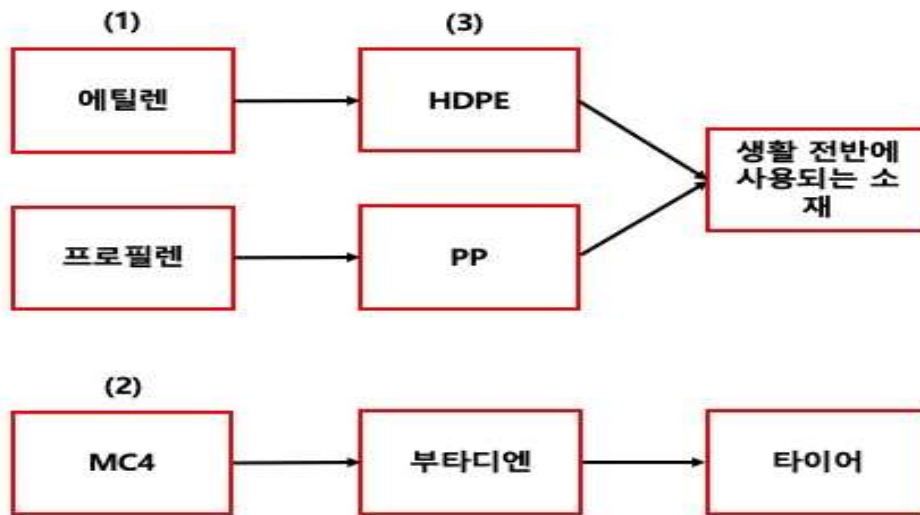 (1)
(3)
에틸렌
HDPE
생활 전반에
사용되는 소
재
프로필렌
PP
(2)
MC4
부타디엔
타이어